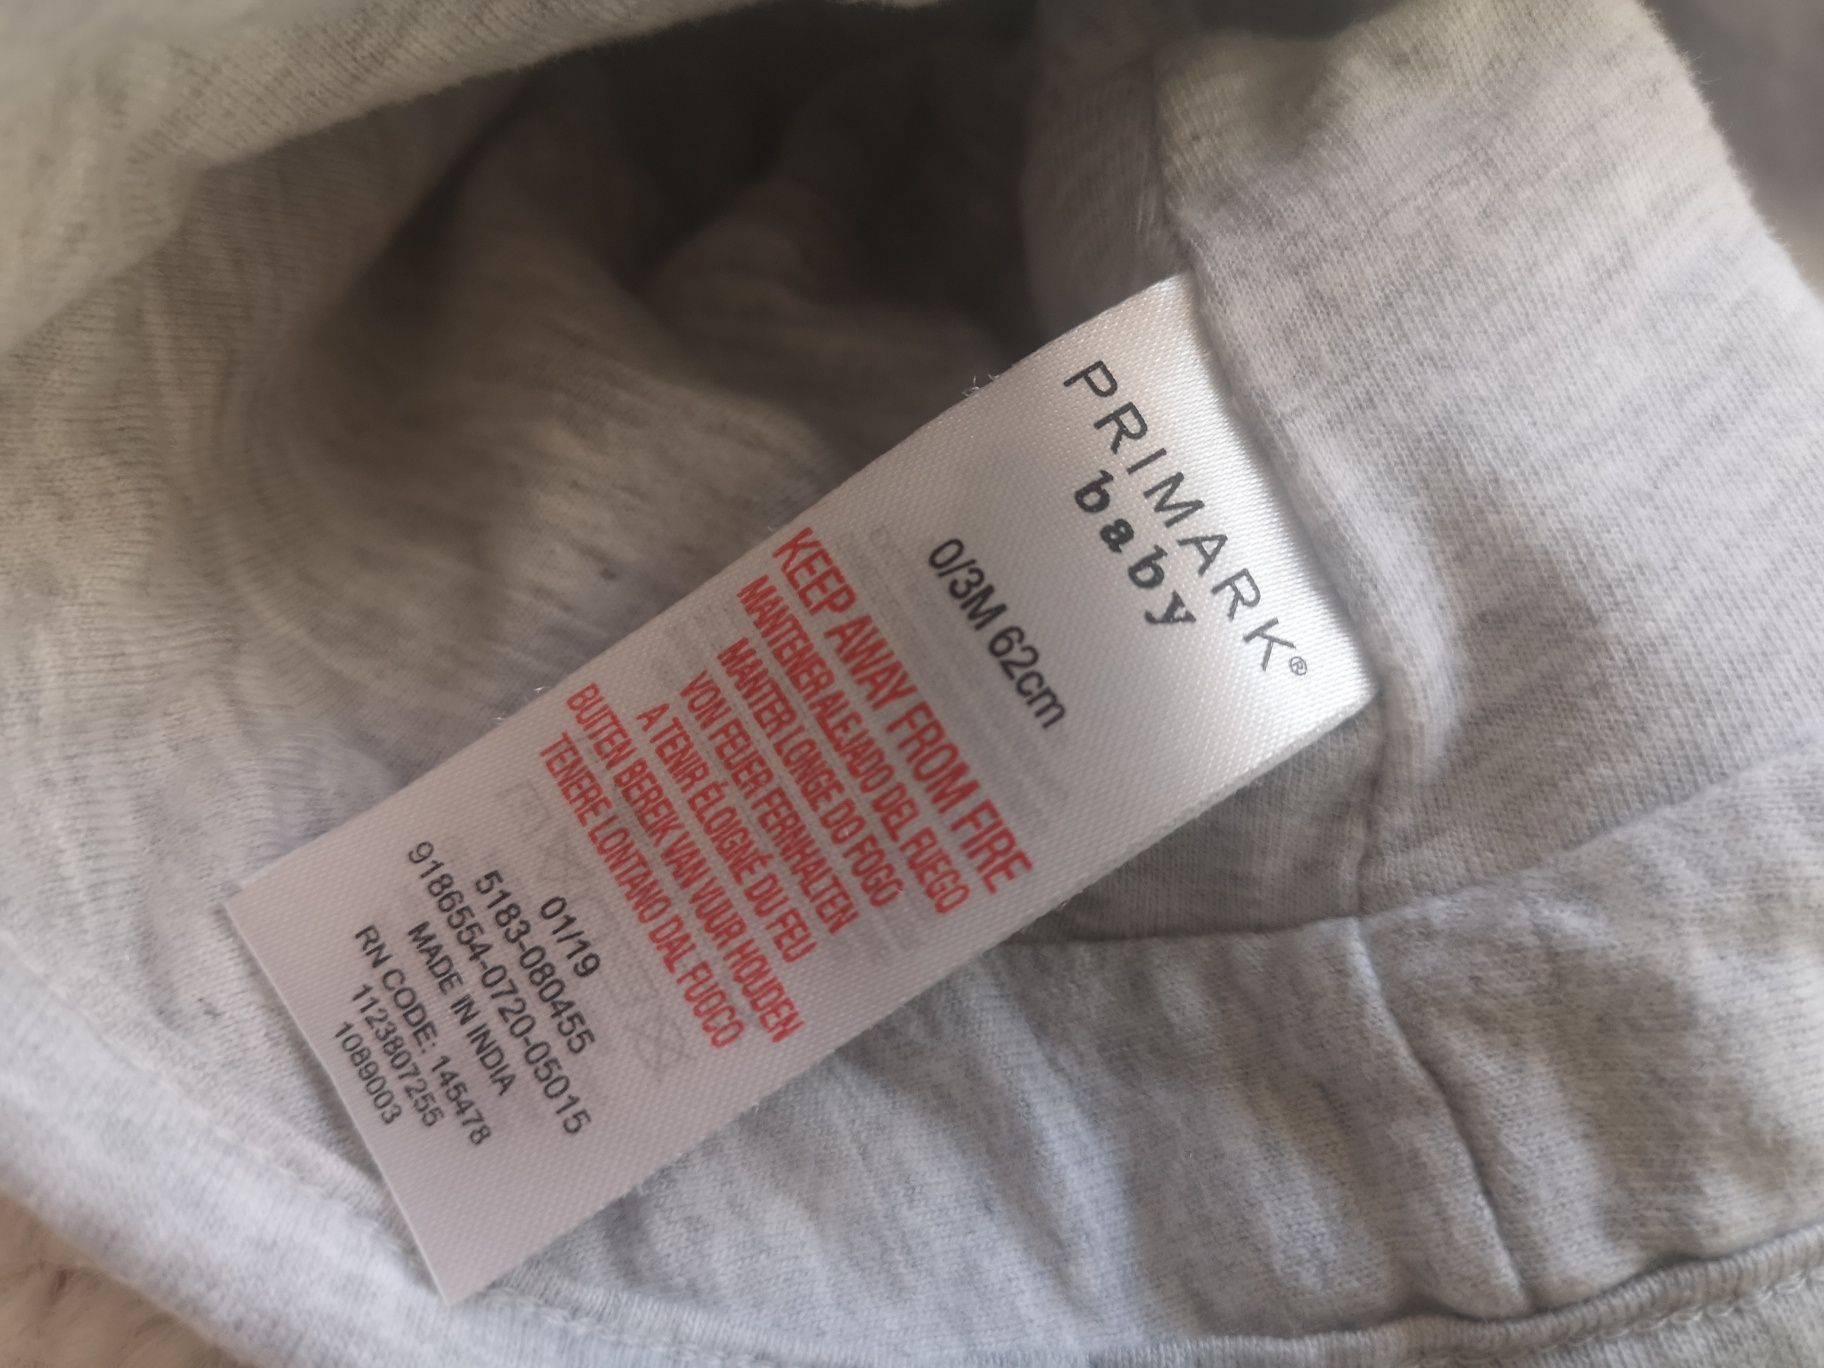 PRIMARK®
baby
0/3M 62cm
KEEP AWAY FROM FIRE
MANTENER ALEJADO DEL FUEGO
MANTER LONGE DO FOGO
VON FEUER FERNHALTEN
A TENIR ÉLOIGNÉ DU FEU
BUITEN BEREIK VAN VUUR HOUDEN
TENERE LONTANO DAL FUOCO
01/19
5183-080455
9186554-0720-05015
MADE IN INDIA
RN CODE: 145478
1123807255
1089003